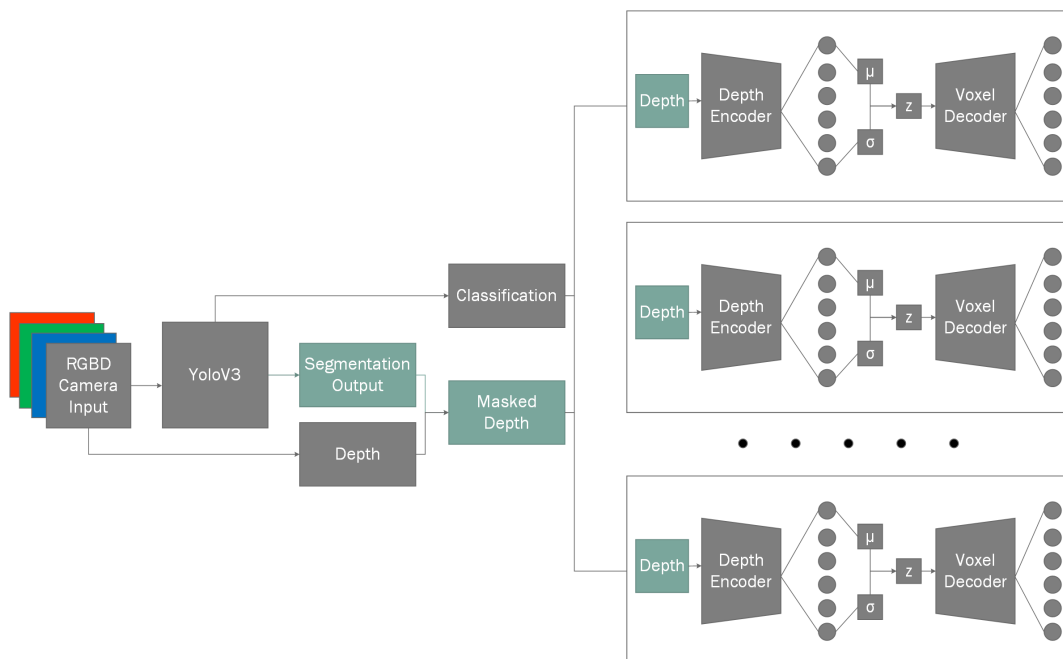 RGBD
Camera
Input
YoloV3
Segmentation
Output
Depth
Classification
Masked
Depth
Depth
Depth
Encoder
μ
σ
z
Voxel
Decoder
Depth
Depth
Encoder
μ
σ
z
Voxel
Decoder
Depth
Depth
Encoder
μ
σ
z
Voxel
Decoder